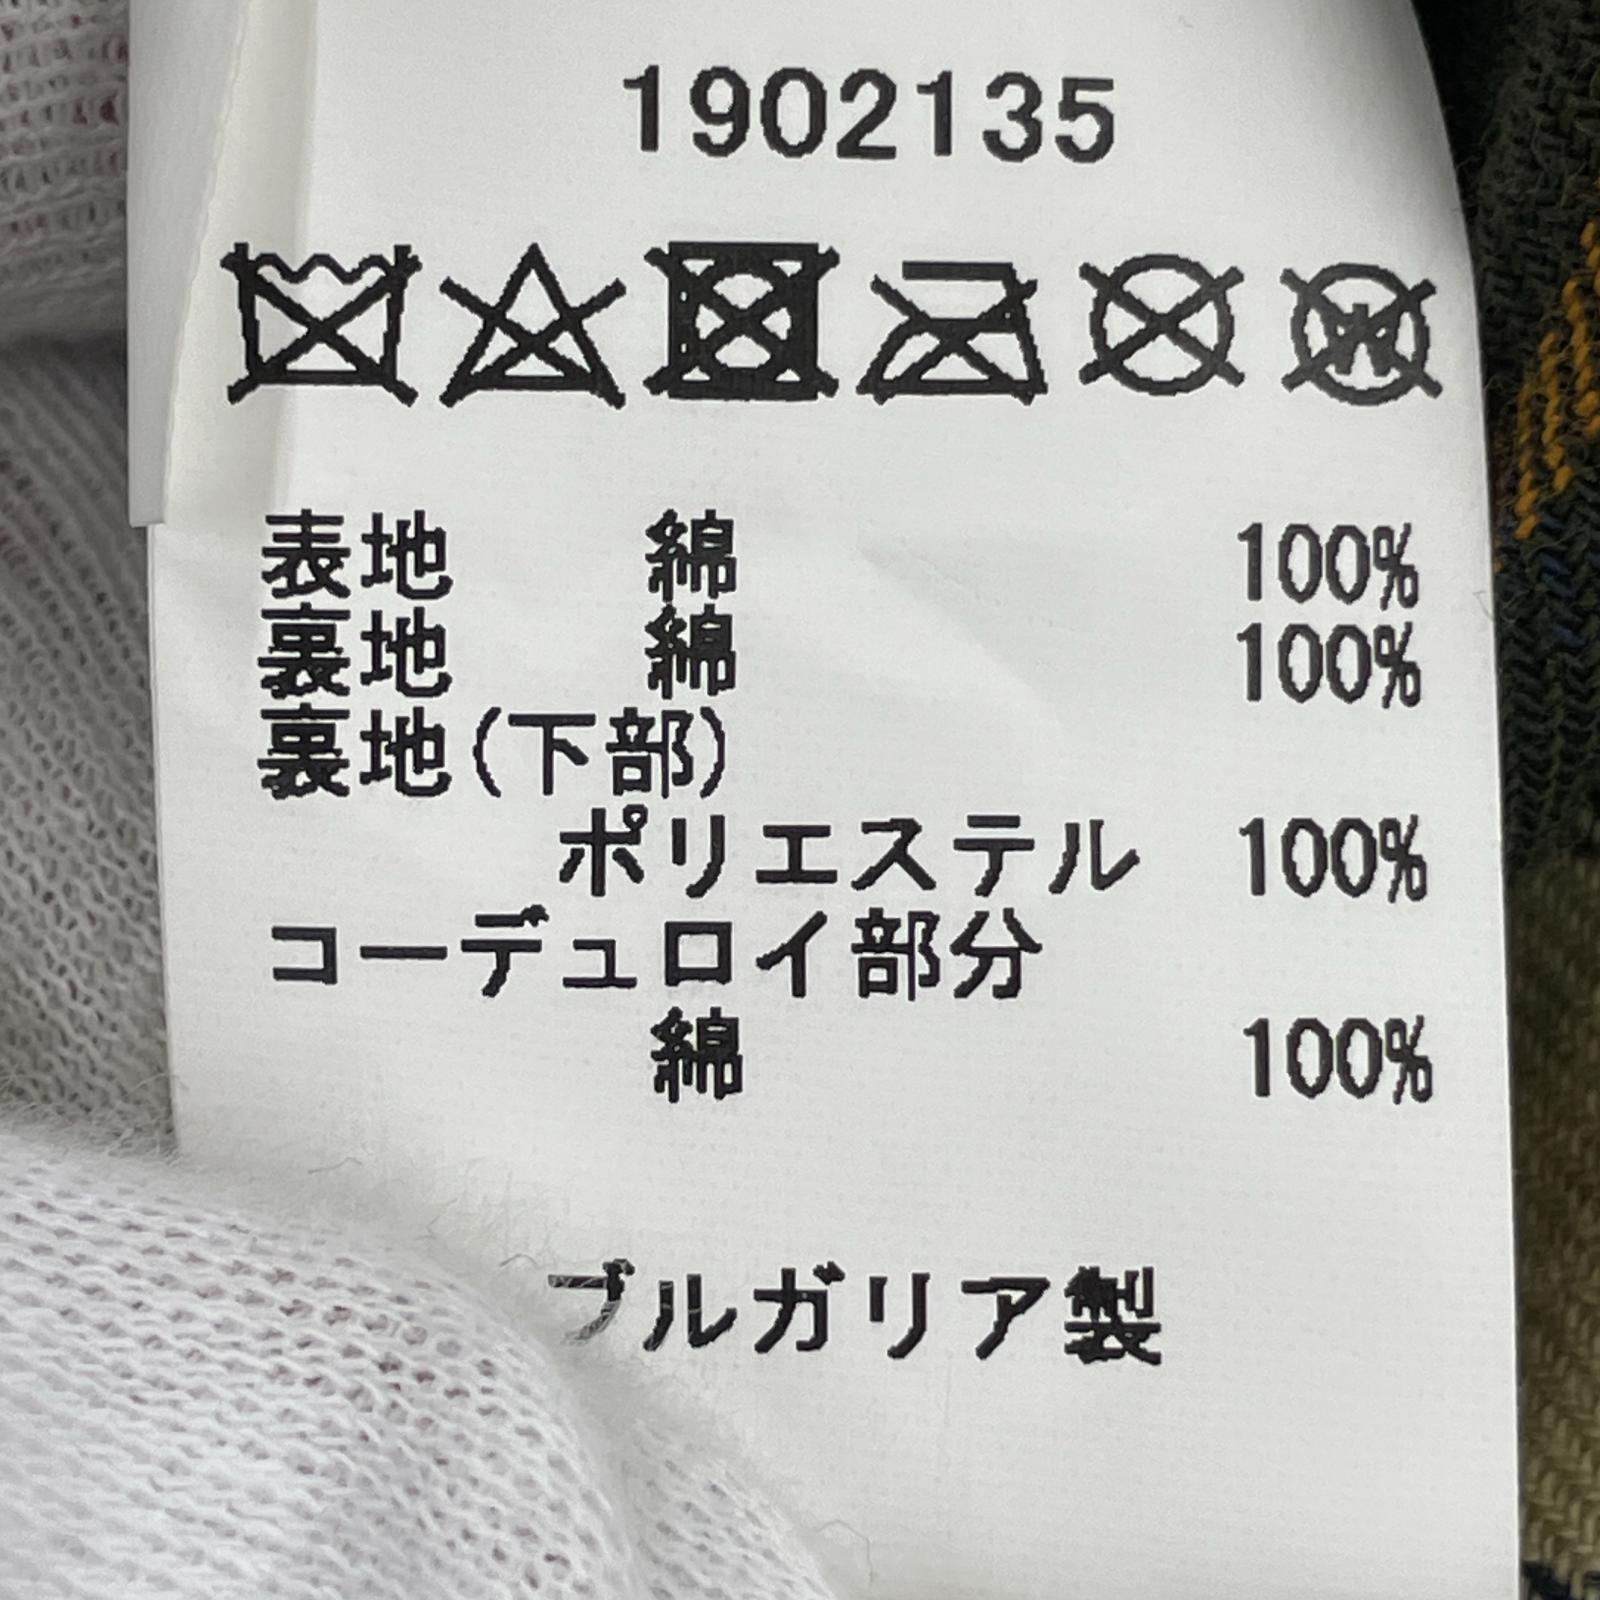 1902135
表地 綿 100%
裏地 綿 100%
裏地(下部)
ポリエステル 100%
コーデュロイ部分
綿 100%
ブルガリア製